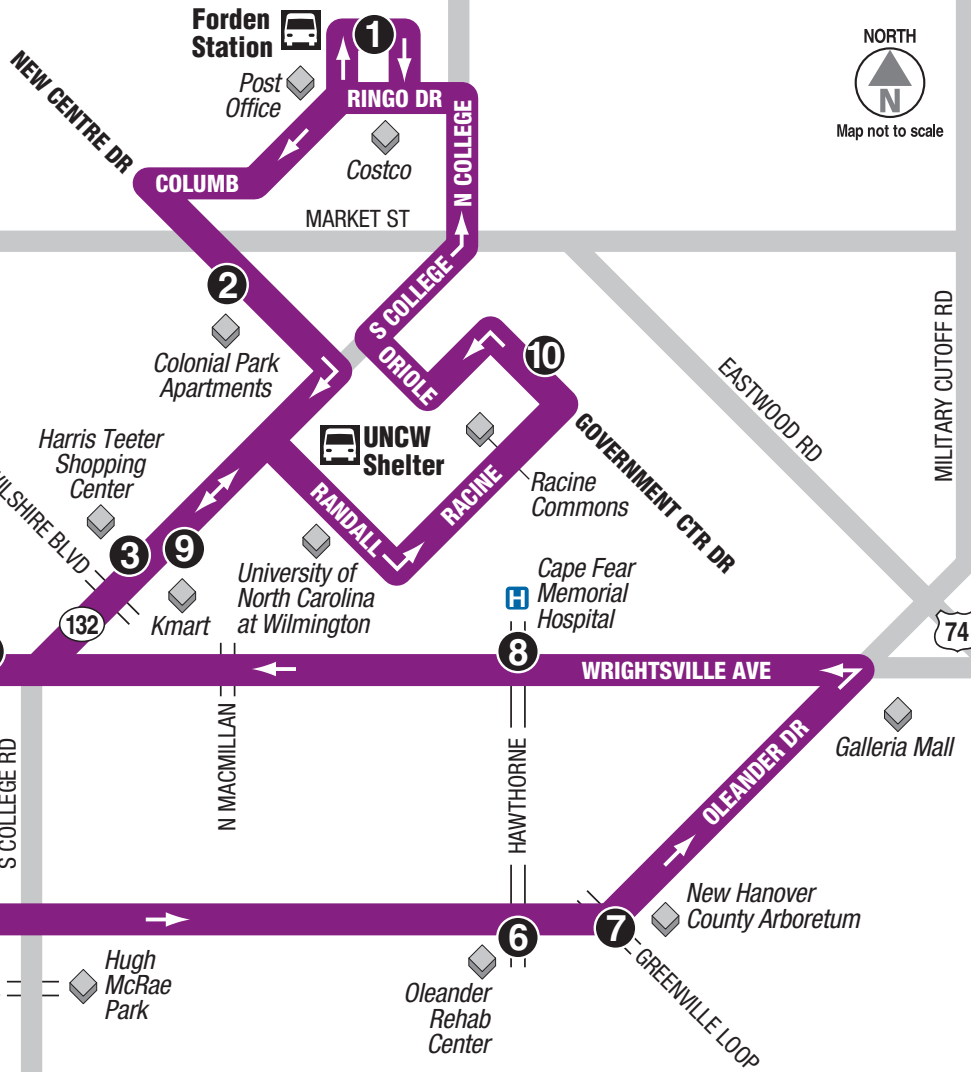 Forden
Station
1
NORTH
N
Map not to scale
NEW CENTRE DR
Post
Office
RINGO DR
Costco
N COLLEGE
COLUMB
MARKET ST
2
S COLLEGE
Colonial Park
Apartments
ORIOLE
10
EASTWOOD RD
MILITARY CUTOFF RD
Harris Teeter
Shopping
Center
UNCW
Shelter
GOVERNMENT CTR DR
RANDALL
RACINE
Racine
Commons
WILSHIRE BLVD
3
9
132
Kmart
University of
North Carolina
at Wilmington
H
Cape Fear
Memorial
Hospital
74
8
WRIGHTSVILLE AVE
S COLLEGE RD
N MACMILLAN
HAWTHORNE
OLEANDER DR
Galleria Mall
New Hanover
County Arboretum
6
7
GREENVILLE LOOP
Hugh
McRae
Park
Oleander
Rehab
Center